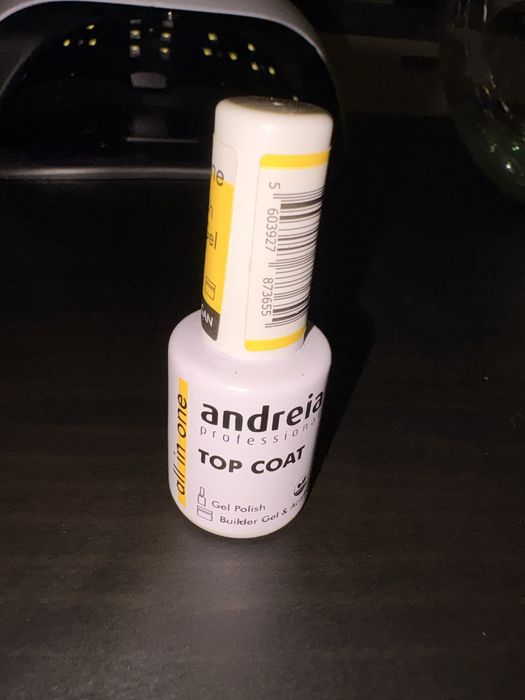 5 603927 873655
all in one
andreia
professional
TOP COAT
Gel Polish
Builder Gel &